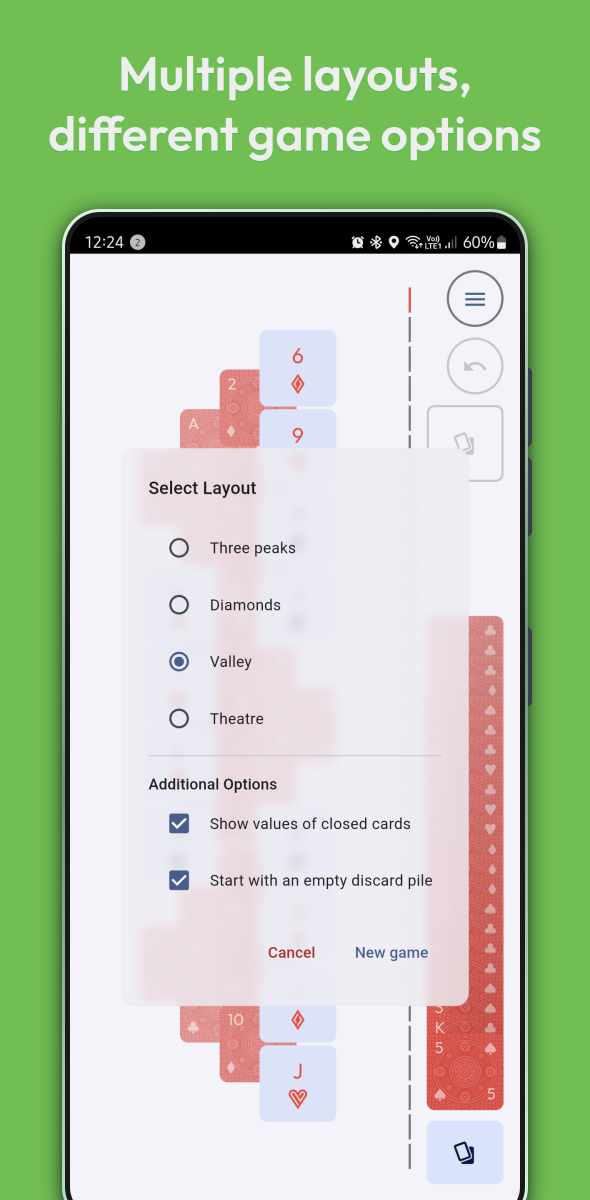 Multiple layouts,
different game options
12:24 2
Vo))
LTE1 60%
6
2
A
9
Select Layout
Three peaks
Diamonds
Valley
Theatre
Additional Options
Show values of closed cards
Start with an empty discard pile
Cancel
New game
10
K
5
J
5